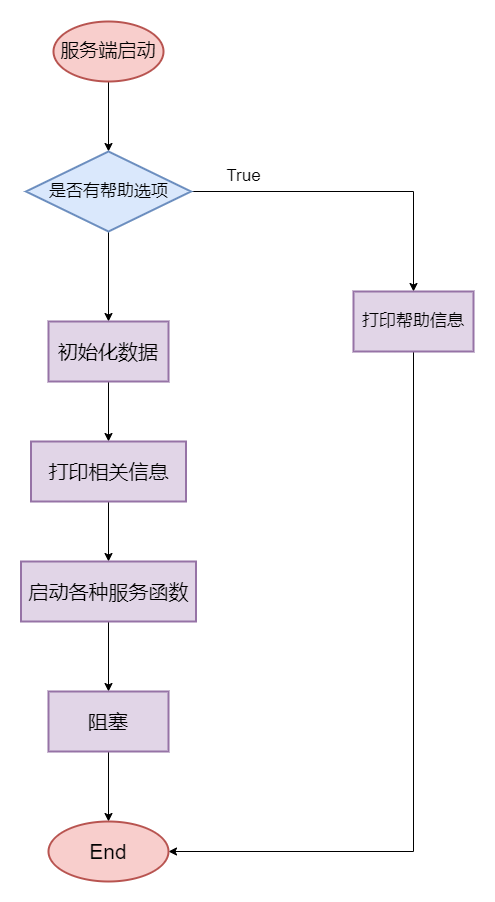 服务端启动
是否有帮助选项
True
打印帮助信息
初始化数据
打印相关信息
启动各种服务函数
阻塞
End